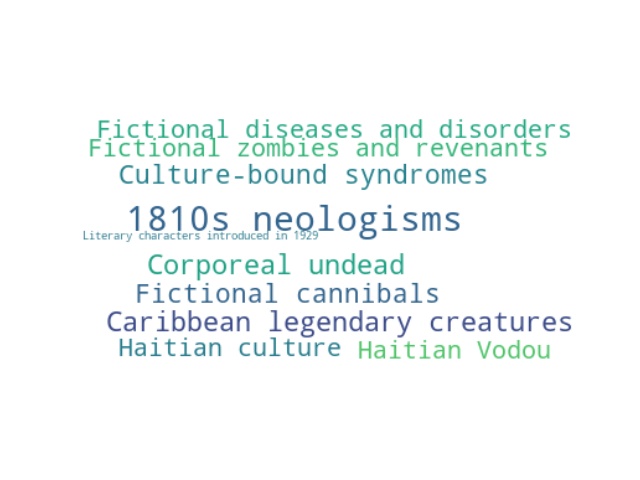 Fictional diseases and disorders
Fictional zombies and revenants
Culture-bound syndromes
1810s neologisms
Literary characters introduced in 1929
Corporeal undead
Fictional cannibals
Caribbean legendary creatures
Haitian culture
Haitian Vodou